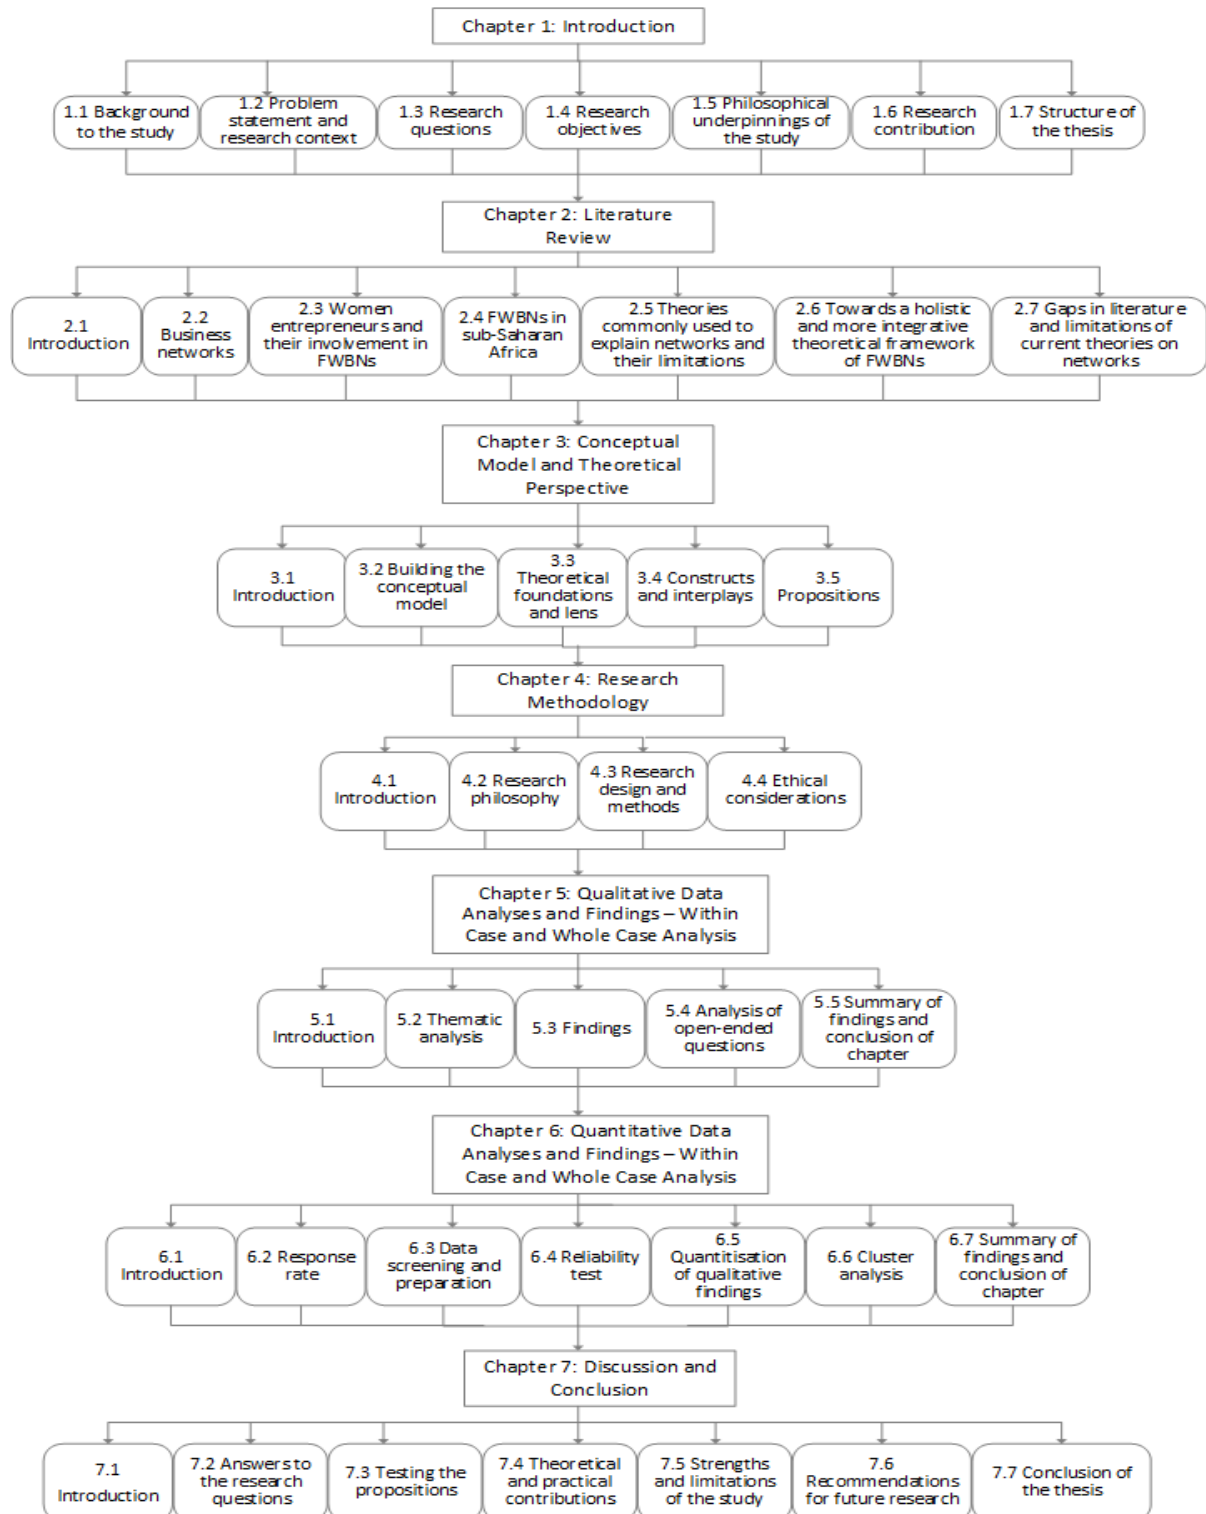 Chapter 1: Introduction
1.1 Background
to the study
1.2 Problem
statement and
research context
1.3 Research
questions
1.4 Research
objectives
1.5 Philosophical
underpinnings of
the study
1.6 Research
contribution
1.7 Structure of
the thesis
Chapter 2: Literature
Review
2.1
Introduction
2.2
Business
networks
2.3 Women
entrepreneurs and
their involvement in
FWBNs
2.4 FWBNs in
sub-Saharan
Africa
2.5 Theories
commonly used to
explain networks and
their limitations
2.6 Towards a holistic
and more integrative
theoretical framework
of FWBNs
2.7 Gaps in literature
and limitations of
current theories on
networks
Chapter 3: Conceptual
Model and Theoretical
Perspective
3.1
Introduction
3.2 Building the
conceptual
model
3.3
Theoretical
foundations
and lens
3.4 Constructs
and interplays
3.5
Propositions
Chapter 4: Research
Methodology
4.1
Introduction
4.2 Research
philosophy
4.3 Research
design and
methods
4.4 Ethical
considerations
Chapter 5: Qualitative Data
Analyses and Findings – Within
Case and Whole Case Analysis
5.1
Introduction
5.2 Thematic
analysis
5.3 Findings
5.4 Analysis of
open-ended
questions
5.5 Summary of
findings and
conclusion of
chapter
Chapter 6: Quantitative Data
Analyses and Findings – Within
Case and Whole Case Analysis
6.1
Introduction
6.2 Response
rate
6.3 Data
screening and
preparation
6.4 Reliability
test
6.5
Quantitisation
of qualitative
findings
6.6 Cluster
analysis
6.7 Summary of
findings and
conclusion of
chapter
Chapter 7: Discussion and
Conclusion
7.1
Introduction
7.2 Answers to
the research
questions
7.3 Testing the
propositions
7.4 Theoretical
and practical
contributions
7.5 Strengths
and limitations
of the study
7.6
Recommendations
for future research
7.7 Conclusion of
the thesis